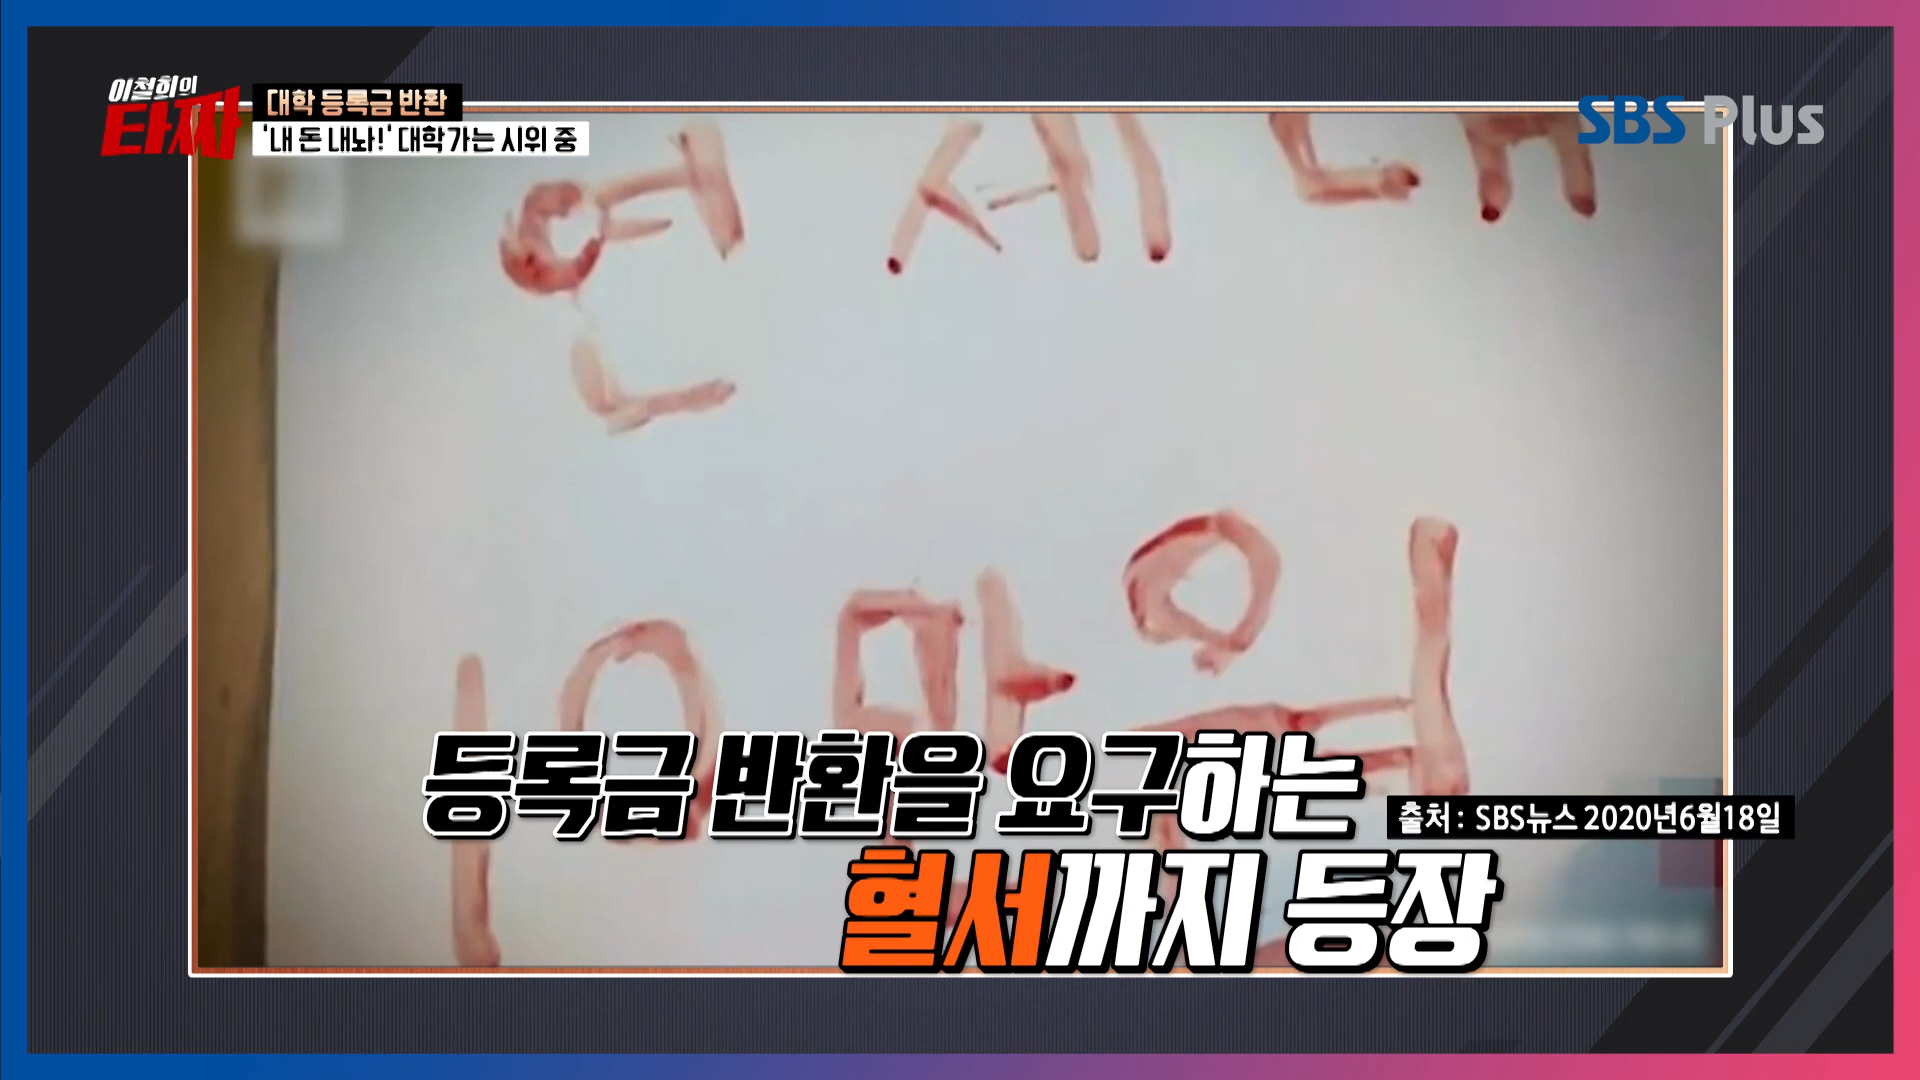 이철희의
타짜
대학 등록금 반환
'내 돈 내놔!' 대학가는 시위 중
SBS Plus
연세대
10만원
등록금 반환을 요구하는
출처 : SBS뉴스 2020년6월18일
혈서까지 등장